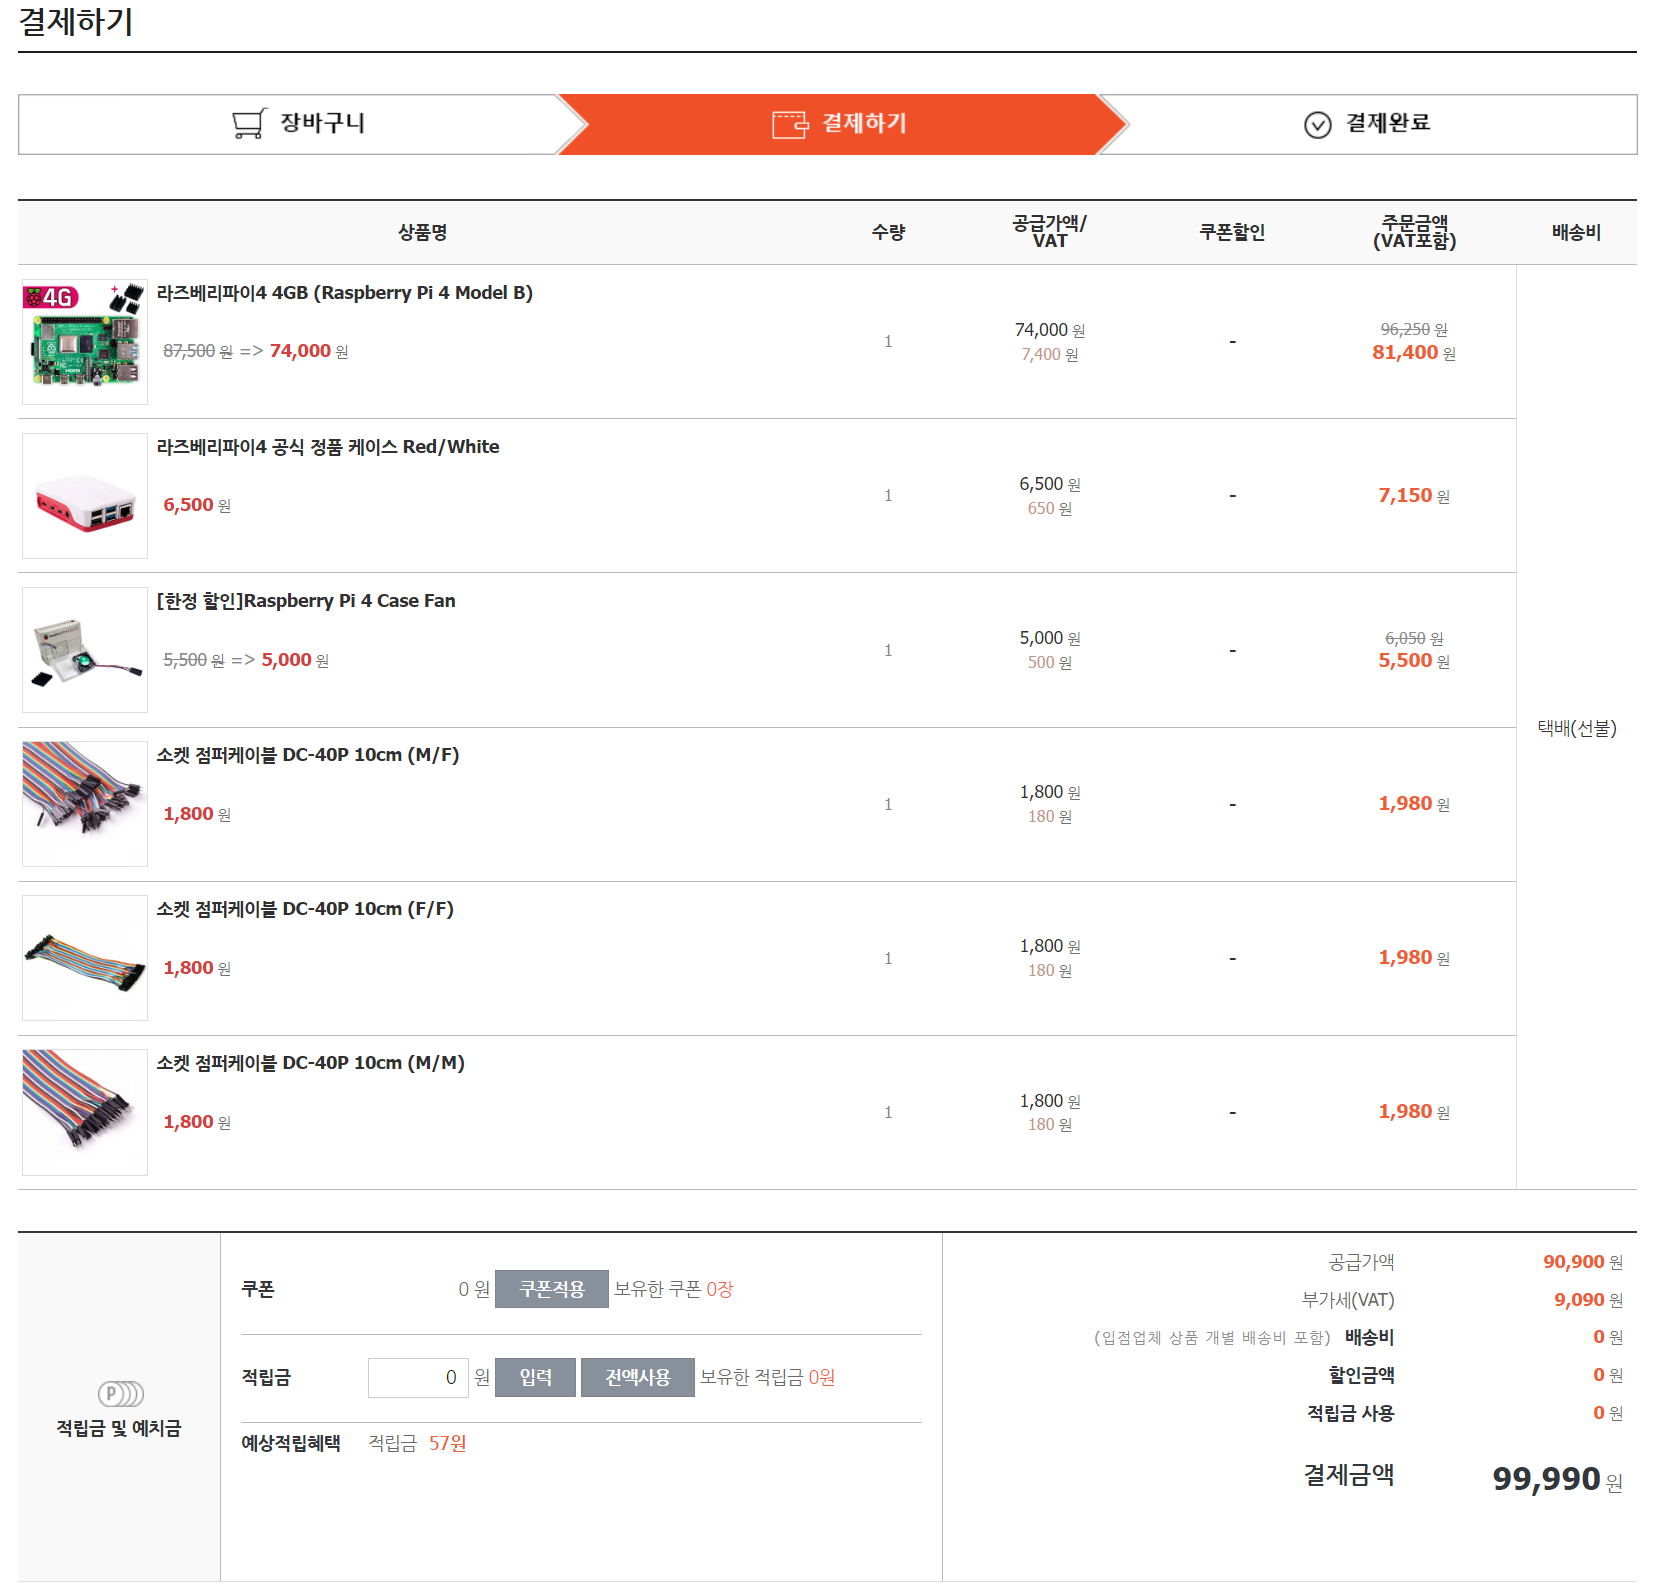 결제하기
장바구니
결제하기
결제완료
상품명
수량
공급가액/
VAT
쿠폰할인
주문금액
(VAT포함)
배송비
4G
라즈베리파이4 4GB (Raspberry Pi 4 Model B)
87,500 원 => 74,000 원
1
74,000 원
7,400 원
-
96,250 원
81,400 원
라즈베리파이4 공식 정품 케이스 Red/White
6,500 원
1
6,500 원
650 원
-
7,150 원
[한정 할인]Raspberry Pi 4 Case Fan
5,500 원 => 5,000 원
1
5,000 원
500 원
-
6,050 원
5,500 원
택배(선불)
소켓 점퍼케이블 DC-40P 10cm (M/F)
1,800 원
1
1,800 원
180 원
-
1,980 원
소켓 점퍼케이블 DC-40P 10cm (F/F)
1,800 원
1
1,800 원
180 원
-
1,980 원
소켓 점퍼케이블 DC-40P 10cm (M/M)
1,800 원
1
1,800 원
180 원
-
1,980 원
P
적립금 및 예치금
쿠폰 0 원 쿠폰적용 보유한 쿠폰 0장
적립금 0 원 입력 전액사용 보유한 적립금 0원
예상적립혜택 적립금 57원
공급가액 90,900 원
부가세(VAT) 9,090 원
(입점업체 상품 개별 배송비 포함) 배송비 0 원
할인금액 0 원
적립금 사용 0 원
결제금액 99,990 원